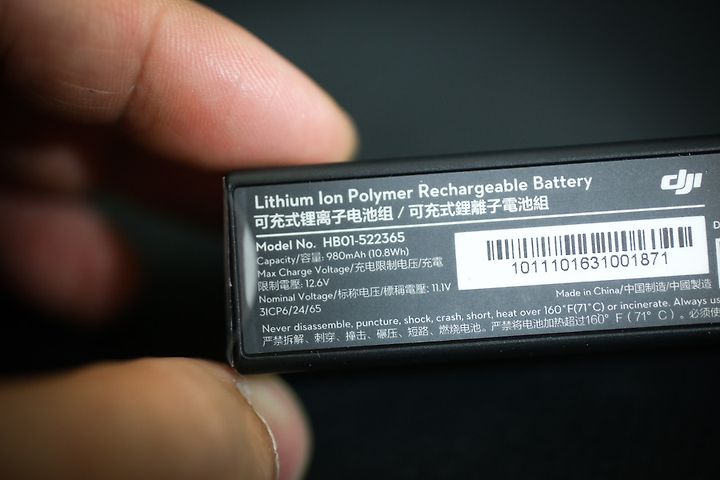 Lithium Ion Polymer Rechargeable Battery
dji
可充式锂离子电池组 / 可充式鋰離子電池組
Model No. HB01-522365
Capacity/容量: 980mAh (10.8Wh)
Max Charge Voltage/充电限制电压/充電
限制電壓: 12.6V
Nominal Voltage/标称电压/標稱電壓: 11.1V
3ICP6/24/65
1011101631001871
Made in China/中国制造/中國製造
Never disassemble, puncture, shock, crash, short, heat over 160°F(71°C) or incinerate. Always us
严禁拆解、刺穿、撞击、碾压、短路、燃烧电池。严禁将电池加热超过160°F (71°C)。必须使